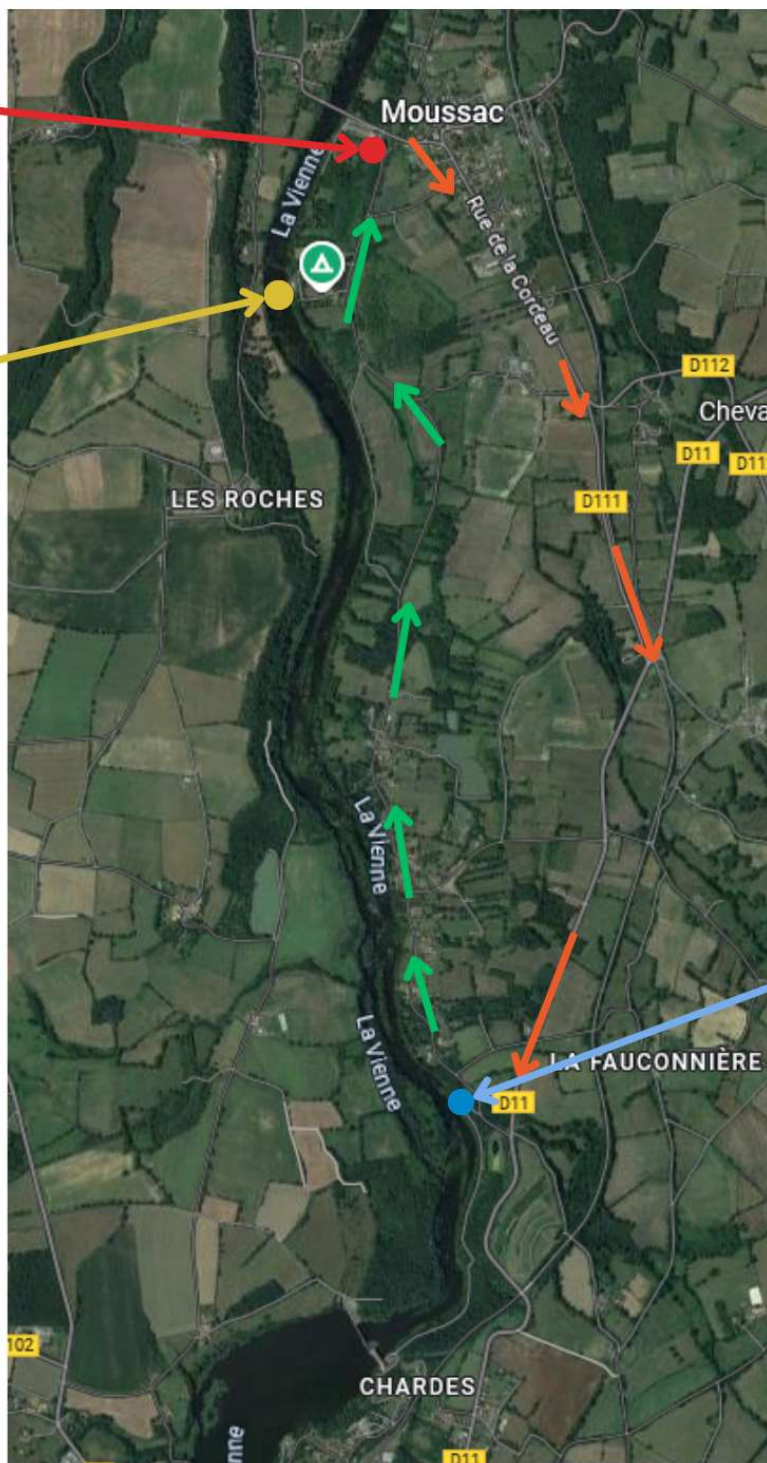 Moussac
La Vienne
Rue de la Cordeau
D112
Cheva
D11
D11
LES ROCHES
D111
La Vienne
La Vienne
LA FAUCONNIÈRE
D11
102
CHARDES
nne
D11